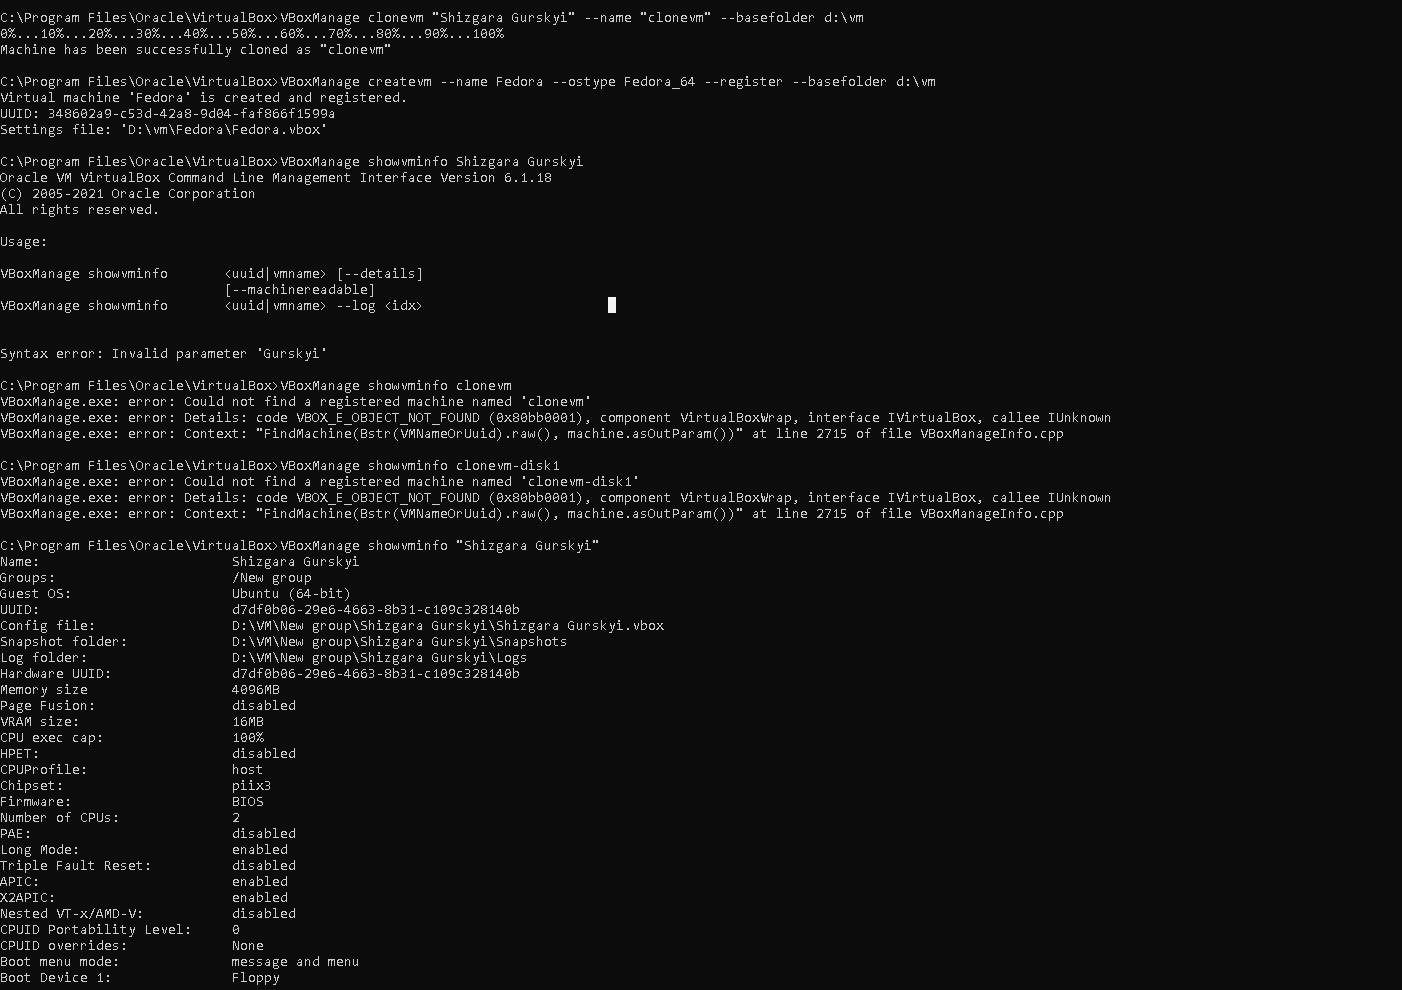 C:\Program Files\Oracle\VirtualBox>VBoxManage clonevm "Shizgara Gurskyi" --name "clonevm" --basefolder d:\vm
0%...10%...20%...30%...40%...50%...60%...70%...80%...90%...100%
Machine has been successfully cloned as "clonevm"
C:\Program Files\Oracle\VirtualBox>VBoxManage createvm --name Fedora --ostype Fedora_64 --register --basefolder d:\vm
Virtual machine 'Fedora' is created and registered.
UUID: 348602a9-c53d-42a8-9d04-faf866f1599a
Settings file: 'D:\vm\Fedora\Fedora.vbox'
C:\Program Files\Oracle\VirtualBox>VBoxManage showvminfo Shizgara Gurskyi
Oracle VM VirtualBox Command Line Management Interface Version 6.1.18
(C) 2005-2021 Oracle Corporation
All rights reserved.
Usage:
VBoxManage showvminfo       <uuid|vmname> [--details]
[--machinereadable]
VBoxManage showvminfo       <uuid|vmname> --log <idx>
Syntax error: Invalid parameter 'Gurskyi'
C:\Program Files\Oracle\VirtualBox>VBoxManage showvminfo clonevm
VBoxManage.exe: error: Could not find a registered machine named 'clonevm'
VBoxManage.exe: error: Details: code VBOX_E_OBJECT_NOT_FOUND (0x80bb0001), component VirtualBoxWrap, interface IVirtualBox, callee IUnknown
VBoxManage.exe: error: Context: "FindMachine(Bstr(VMNameOrUuid).raw(), machine.asOutParam())" at line 2715 of file VBoxManageInfo.cpp
C:\Program Files\Oracle\VirtualBox>VBoxManage showvminfo clonevm-disk1
VBoxManage.exe: error: Could not find a registered machine named 'clonevm-disk1'
VBoxManage.exe: error: Details: code VBOX_E_OBJECT_NOT_FOUND (0x80bb0001), component VirtualBoxWrap, interface IVirtualBox, callee IUnknown
VBoxManage.exe: error: Context: "FindMachine(Bstr(VMNameOrUuid).raw(), machine.asOutParam())" at line 2715 of file VBoxManageInfo.cpp
C:\Program Files\Oracle\VirtualBox>VBoxManage showvminfo "Shizgara Gurskyi"
Name:                        Shizgara Gurskyi
Groups:                      /New group
Guest OS:                    Ubuntu (64-bit)
UUID:                        d7df0b06-29e6-4663-8b31-c109c328140b
Config file:                 D:\VM\New group\Shizgara Gurskyi\Shizgara Gurskyi.vbox
Snapshot folder:             D:\VM\New group\Shizgara Gurskyi\Snapshots
Log folder:                  D:\VM\New group\Shizgara Gurskyi\Logs
Hardware UUID:               d7df0b06-29e6-4663-8b31-c109c328140b
Memory size                  4096MB
Page Fusion:                 disabled
VRAM size:                   16MB
CPU exec cap:                100%
HPET:                        disabled
CPUProfile:                  host
Chipset:                     piix3
Firmware:                    BIOS
Number of CPUs:              2
PAE:                         disabled
Long Mode:                   enabled
Triple Fault Reset:          disabled
APIC:                        enabled
X2APIC:                      enabled
Nested VT-x/AMD-V:           disabled
CPUID Portability Level:     0
CPUID overrides:             None
Boot menu mode:              message and menu
Boot Device 1:               Floppy